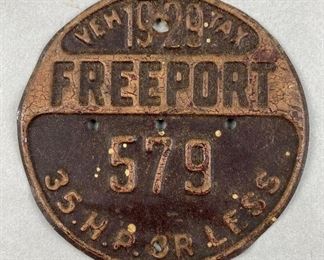 VEH 1929 TAX
FREEPORT
579
35.H.P. OR LESS